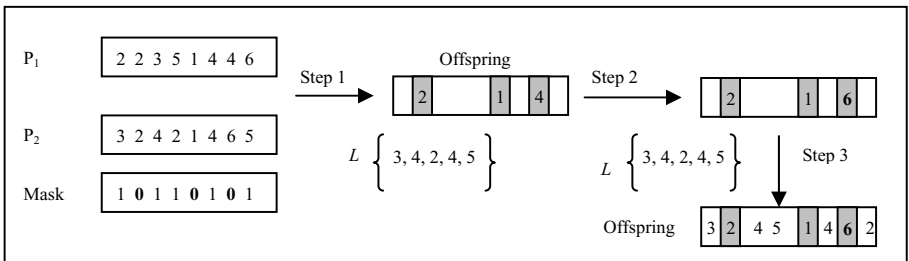 P1
2 2 3 5 1 4 4 6
Step 1
Offspring
2 1 4
Step 2
2 1 6
P2
3 2 4 2 1 4 6 5
L { 3, 4, 2, 4, 5 }
L { 3, 4, 2, 4, 5 }
Step 3
Mask
1 0 1 1 0 1 0 1
Offspring
3 2 4 5 1 4 6 2